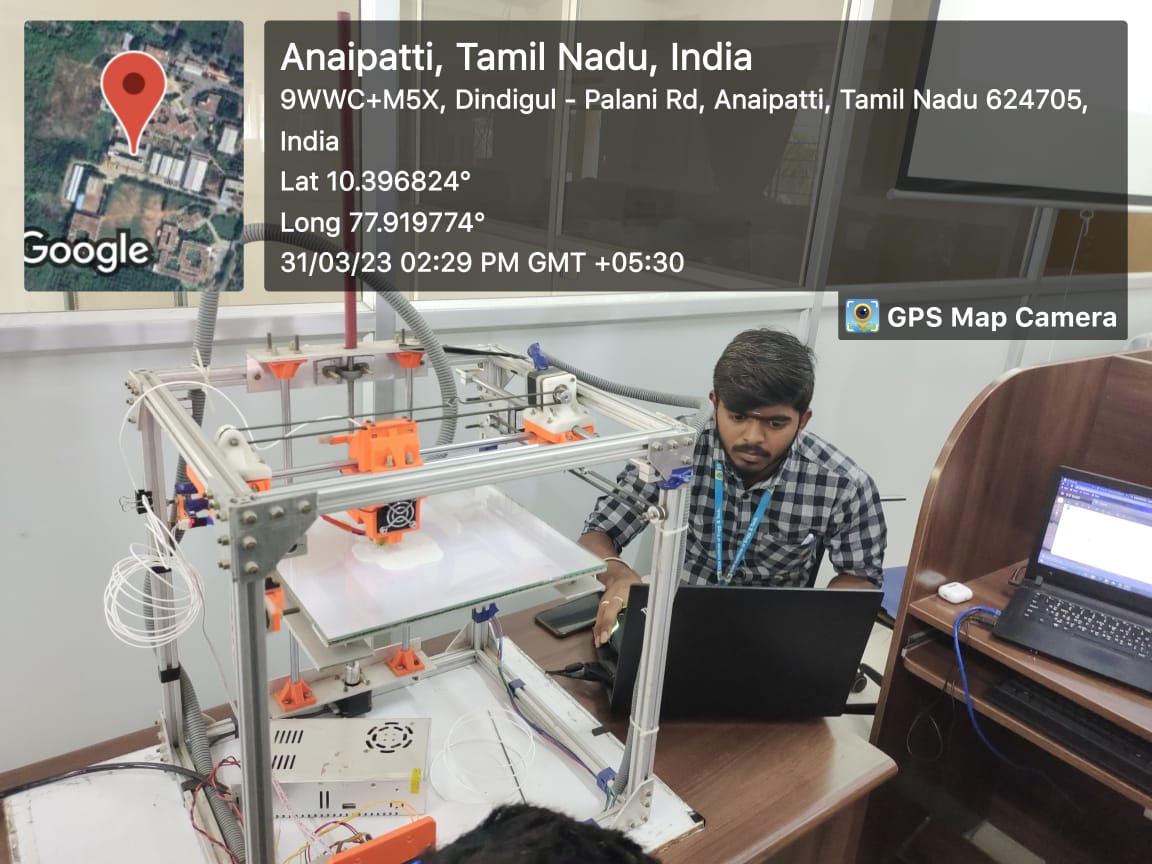 Anaipatti, Tamil Nadu, India
9WWC+M5X, Dindigul - Palani Rd, Anaipatti, Tamil Nadu 624705,
India
Lat 10.396824°
Long 77.919774°
31/03/23 02:29 PM GMT +05:30
Google
GPS Map Camera